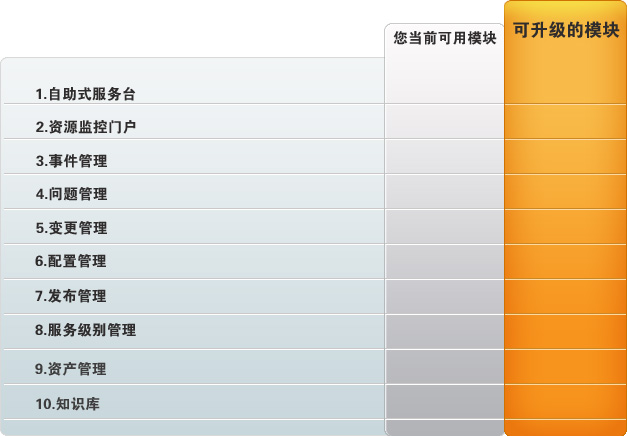 可升级的模块
您当前可用模块
1.自助式服务台
2.资源监控门户
3.事件管理
4.问题管理
5.变更管理
6.配置管理
7.发布管理
8.服务级别管理
9.资产管理
10.知识库